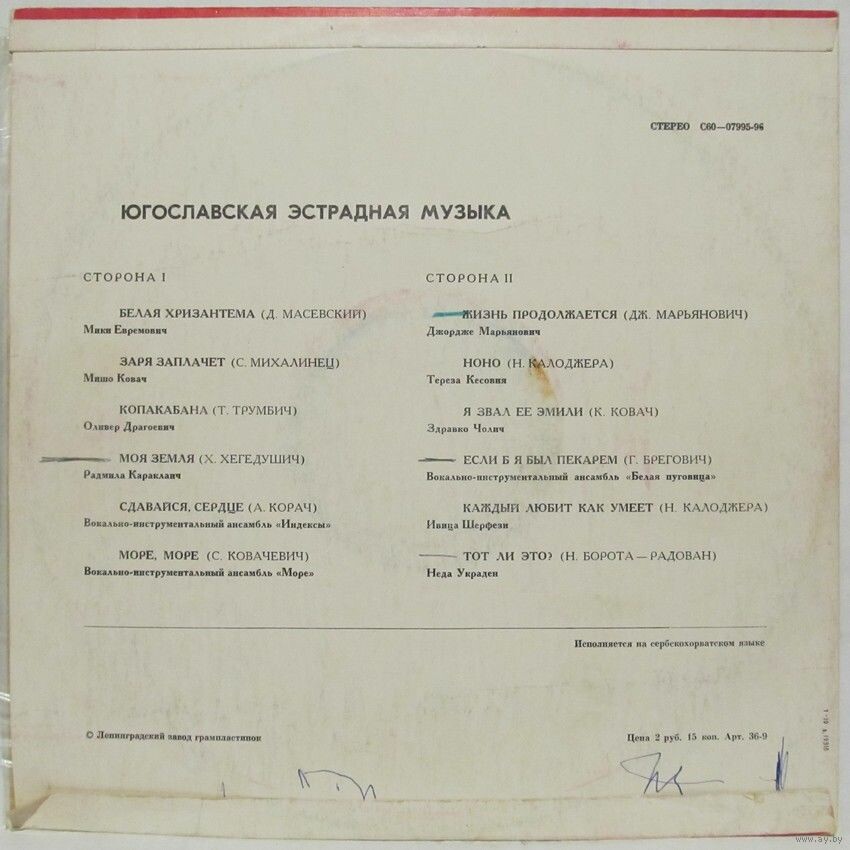 СТЕРЕО С60—07995-96
ЮГОСЛАВСКАЯ ЭСТРАДНАЯ МУЗЫКА
СТОРОНА I
БЕЛАЯ ХРИЗАНТЕМА (Д. МАСЕВСКИЙ)
Мики Евремович
ЗАРЯ ЗАПЛАЧЕТ (С. МИХАЛИНЕЦ)
Мишо Ковач
КОПАКАБАНА (Т. ТРУМБИЧ)
Оливер Драгоевич
МОЯ ЗЕМЛЯ (Х. ХЕГЕДУШИЧ)
Радмила Караклаич
СДАВАЙСЯ, СЕРДЦЕ (А. КОРАЧ)
Вокально-инструментальный ансамбль «Индексы»
МОРЕ, МОРЕ (С. КОВАЧЕВИЧ)
Вокально-инструментальный ансамбль «Море»
СТОРОНА II
ЖИЗНЬ ПРОДОЛЖАЕТСЯ (ДЖ. МАРЬЯНОВИЧ)
Джордже Марьянович
НОНО (Н. КАЛОДЖЕРА)
Тереза Кесовия
Я ЗВАЛ ЕЕ ЭМИЛИ (К. КОВАЧ)
Здравко Чолич
ЕСЛИ Б Я БЫЛ ПЕКАРЕМ (Г. БРЕГОВИЧ)
Вокально-инструментальный ансамбль «Белая пуговица»
КАЖДЫЙ ЛЮБИТ КАК УМЕЕТ (Н. КАЛОДЖЕРА)
Ивица Шерфези
ТОТ ЛИ ЭТО? (Н. БОРОТА — РАДОВАН)
Неда Украден
Исполняется на сербскохорватском языке
© Ленинградский завод грампластинок
Цена 2 руб. 15 коп. Арт. 36-9
www.ay.by